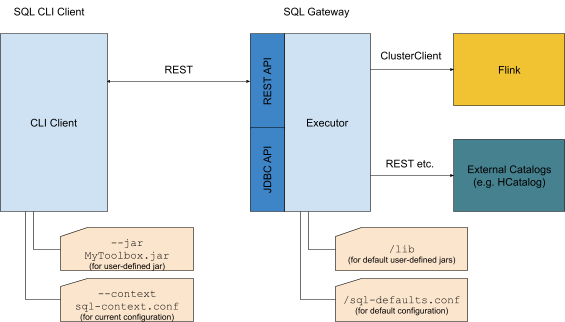 SQL CLI Client
SQL Gateway
CLI Client
REST
REST API
JDBC API
Executor
ClusterClient
Flink
REST etc.
External Catalogs
(e.g. HCatalog)
--jar
MyToolbox.jar
(for user-defined jar)
--context
sql-context.conf
(for current configuration)
/lib
(for default user-defined jars)
/sql-defaults.conf
(for default configuration)